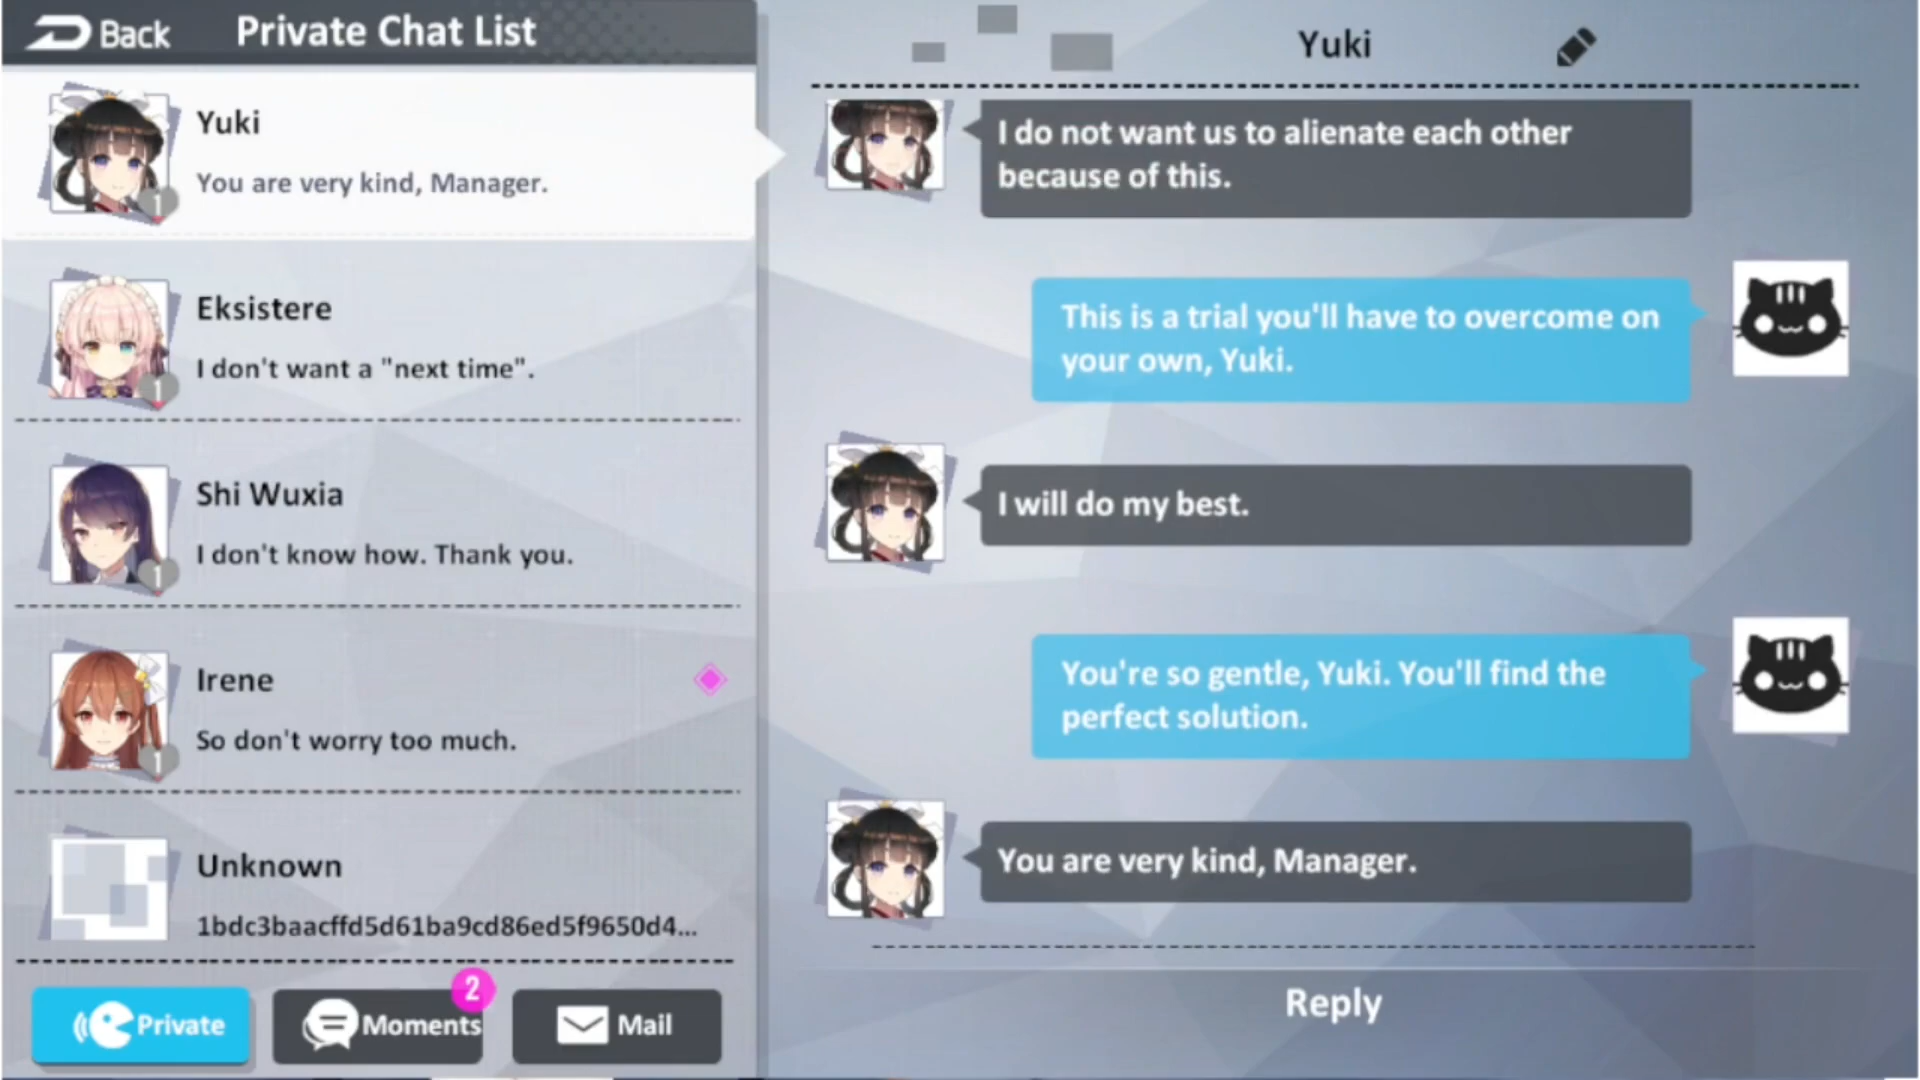 Back
Private Chat List
Yuki
You are very kind, Manager.
1
Eksistere
I don't want a "next time".
1
Shi Wuxia
I don't know how. Thank you.
1
Irene
So don't worry too much.
1
Unknown
1bdc3baacffd5d61ba9cd86ed5f9650d4...
Private
Moments
2
Mail
Yuki
I do not want us to alienate each other
because of this.
This is a trial you'll have to overcome on
your own, Yuki.
I will do my best.
You're so gentle, Yuki. You'll find the
perfect solution.
You are very kind, Manager.
Reply